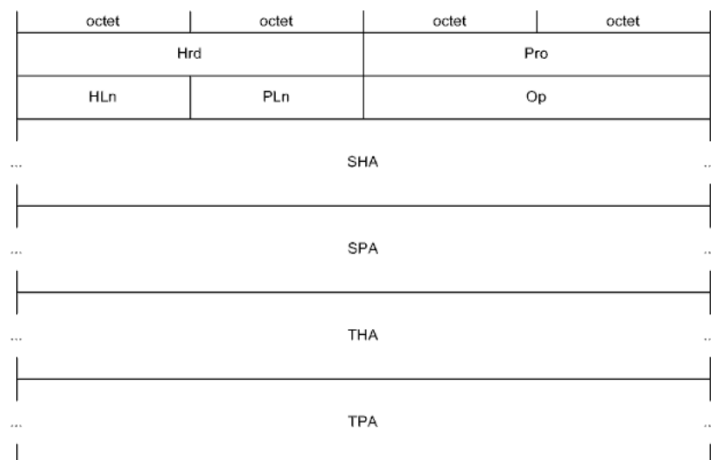 octet octet octet octet
Hrd Pro
HLn PLn Op
... SHA ..
... SPA ..
... THA ..
... TPA ..